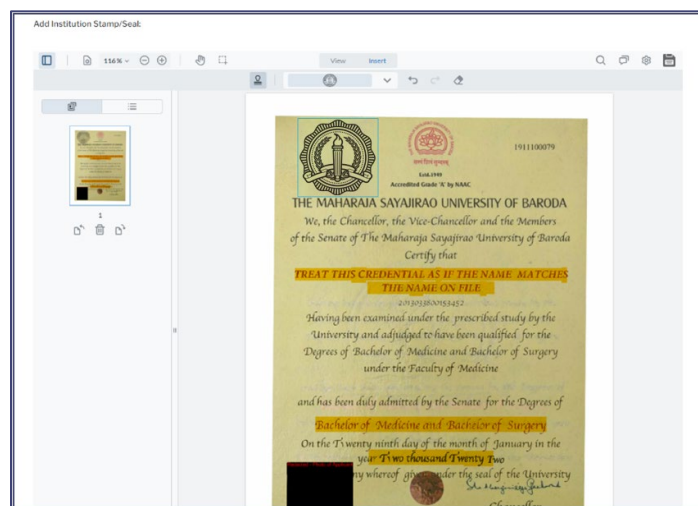 Add Institution Stamp/Seal:
116%
View
Insert
1
1911100079
Estd.1949
Accredited Grade 'A' by NAAC
THE MAHARAJA SAYAJIRAO UNIVERSITY OF BARODA
We, the Chancellor, the Vice-Chancellor and the Members
of the Senate of The Maharaja Sayajirao University of Baroda
Certify that
TREAT THIS CREDENTIAL AS IF THE NAME MATCHES
THE NAME ON FILE
2013033800153452
Having been examined under the prescribed study by the
University and adjudged to have been qualified for the
Degrees of Bachelor of Medicine and Bachelor of Surgery
under the Faculty of Medicine
and has been duly admitted by the Senate for the Degrees of
Bachelor of Medicine and Bachelor of Surgery
On the Twenty ninth day of the month of January in the
year Two thousand Twenty Two
ny whereof given under the seal of the University
Chancellor